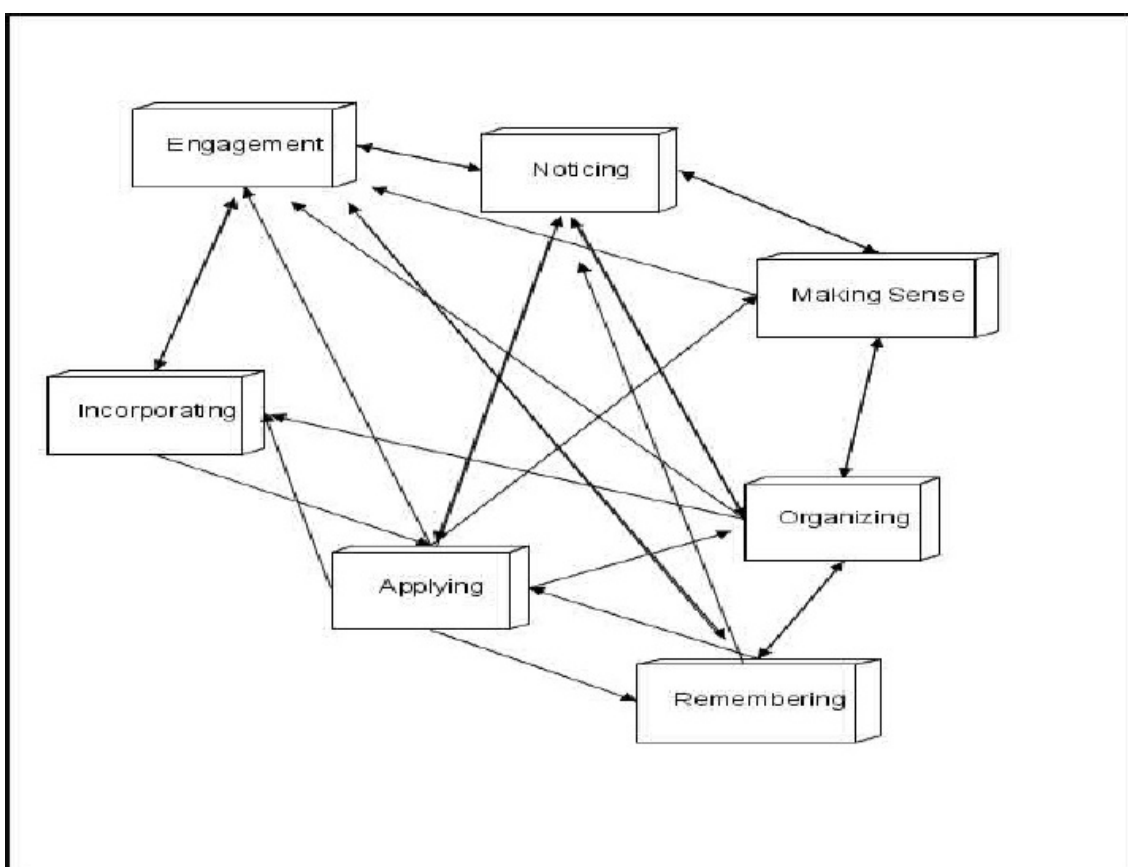 Engagement
Noticing
Making Sense
Incorporating
Organizing
Applying
Remembering